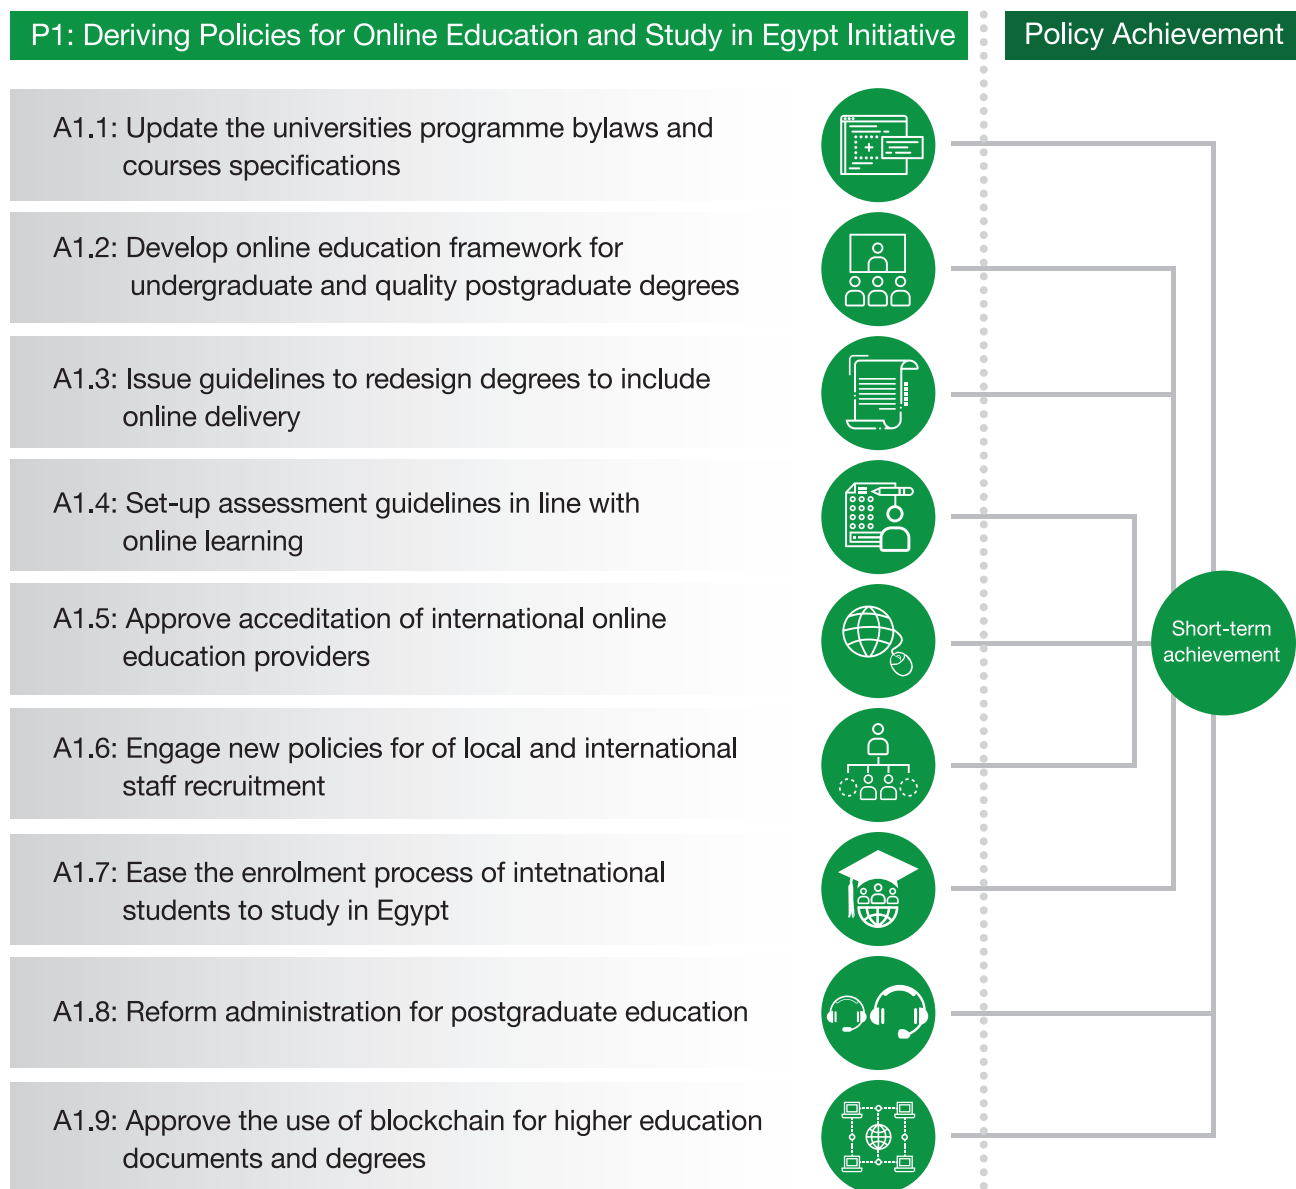 P1: Deriving Policies for Online Education and Study in Egypt Initiative
Policy Achievement
A1.1: Update the universities programme bylaws and
courses specifications
A1.2: Develop online education framework for
undergraduate and quality postgraduate degrees
A1.3: Issue guidelines to redesign degrees to include
online delivery
A1.4: Set-up assessment guidelines in line with
online learning
A1.5: Approve acceditation of international online
education providers
Short-term
achievement
A1.6: Engage new policies for of local and international
staff recruitment
A1.7: Ease the enrolment process of intetnational
students to study in Egypt
A1.8: Reform administration for postgraduate education
A1.9: Approve the use of blockchain for higher education
documents and degrees